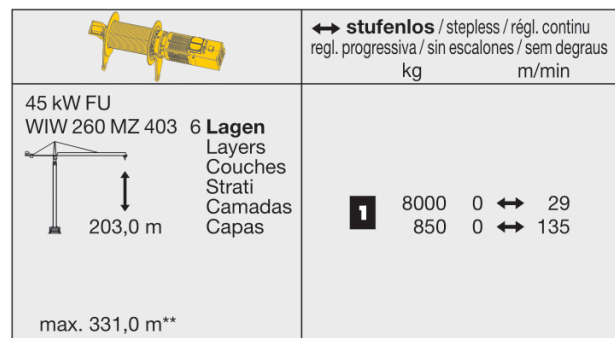 ↔ stufenlos / stepless / régl. continu
regl. progressiva / sin escalones / sem degraus
kg m/min
45 kW FU
WIW 260 MZ 403 6 Lagen
Layers
Couches
Strati
Camadas
Capas
203,0 m
max. 331,0 m**
1 8000 0 ↔ 29
850 0 ↔ 135